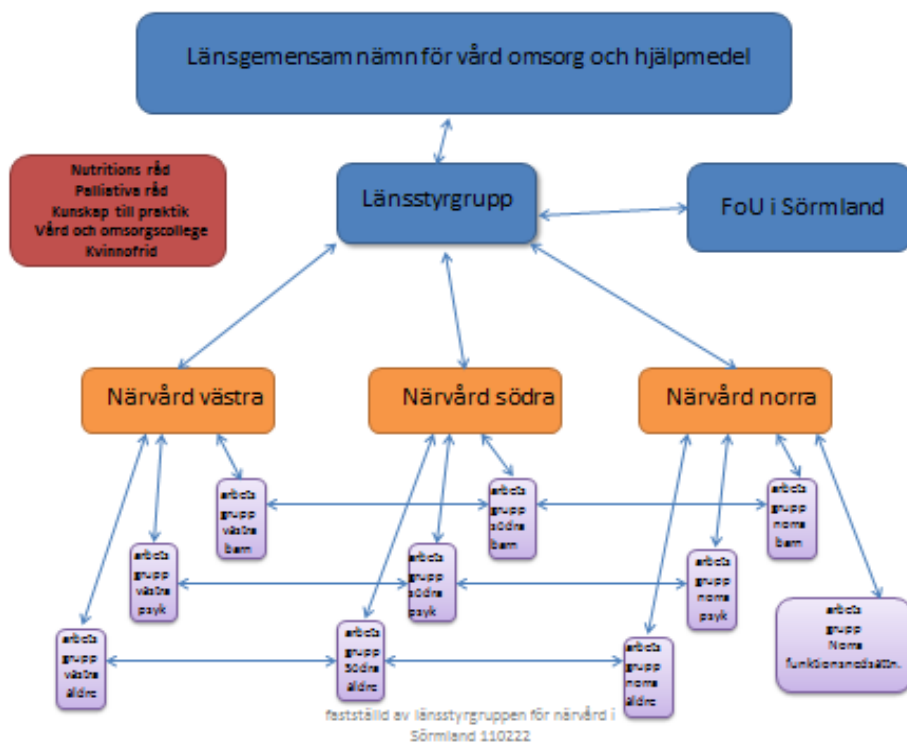 Länsgemensam nämn för vård omsorg och hjälpmedel
Nutritions råd
Palliativa råd
Kunskap till praktik
Vård och omsorgscollege
Kvinnofrid
Länsstyrgrupp
FoU i Sörmland
Närvård västra
Närvård södra
Närvård norra
arbets
grupp
västra
barn
arbets
grupp
södra
barn
arbets
grupp
norra
barn
arbets
grupp
västra
psyk
arbets
grupp
södra
psyk
arbets
grupp
norra
psyk
arbets
grupp
västra
äldre
arbets
grupp
Södra
äldre
arbets
grupp
norra
äldre
arbets
grupp
Norra
funktionsnedsättn.
fastställd av länsstyrgruppen för närvård i
Sörmland 110222